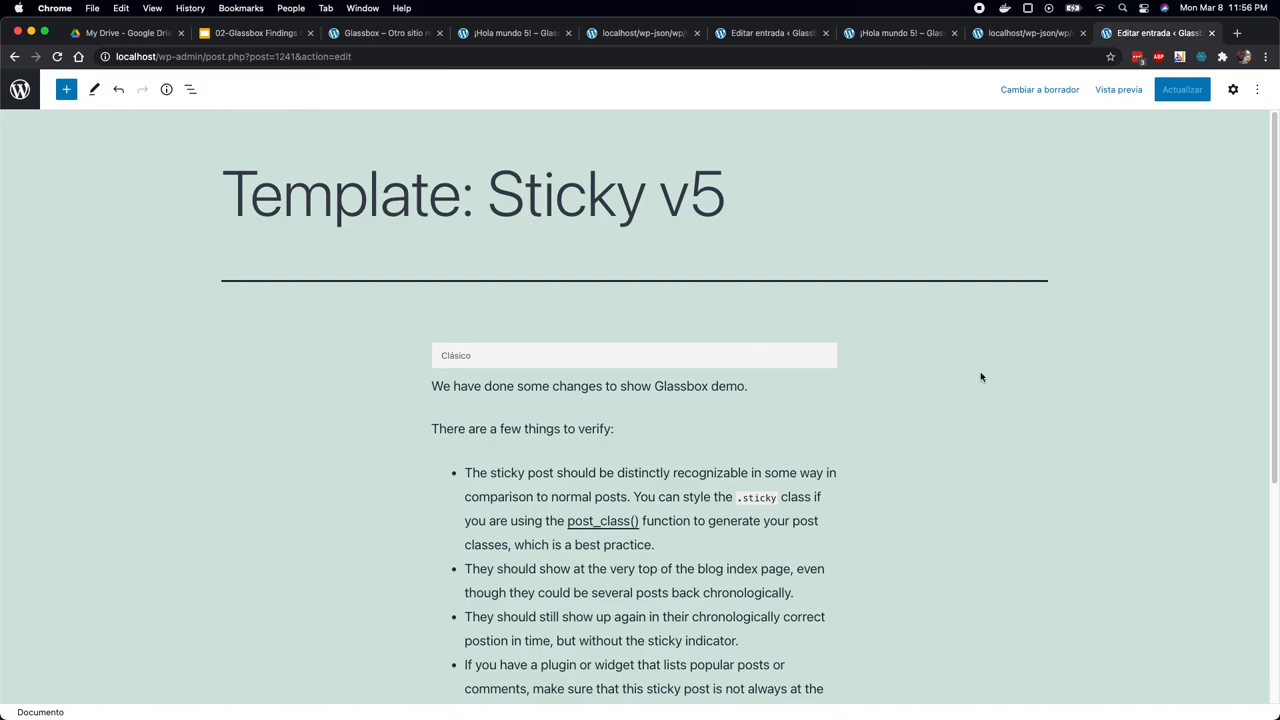 Chrome File Edit View History Bookmarks People Tab Window Help Mon Mar 8 11:56 PM
My Drive - Google Driv 02-Glassbox Findings Glassbox – Otro sitio re ¡Hola mundo 5! – Glassb localhost/wp-json/wp/v Editar entrada ‹ Glassb ¡Hola mundo 5! – Glassb localhost/wp-json/wp/v Editar entrada ‹ Glassb
localhost/wp-admin/post.php?post=1241&action=edit 3 ABP
Cambiar a borrador Vista previa Actualizar
Template: Sticky v5
Clásico
We have done some changes to show Glassbox demo.
There are a few things to verify:
• The sticky post should be distinctly recognizable in some way in
comparison to normal posts. You can style the .sticky class if
you are using the post_class() function to generate your post
classes, which is a best practice.
• They should show at the very top of the blog index page, even
though they could be several posts back chronologically.
• They should still show up again in their chronologically correct
postion in time, but without the sticky indicator.
• If you have a plugin or widget that lists popular posts or
comments, make sure that this sticky post is not always at the
Documento